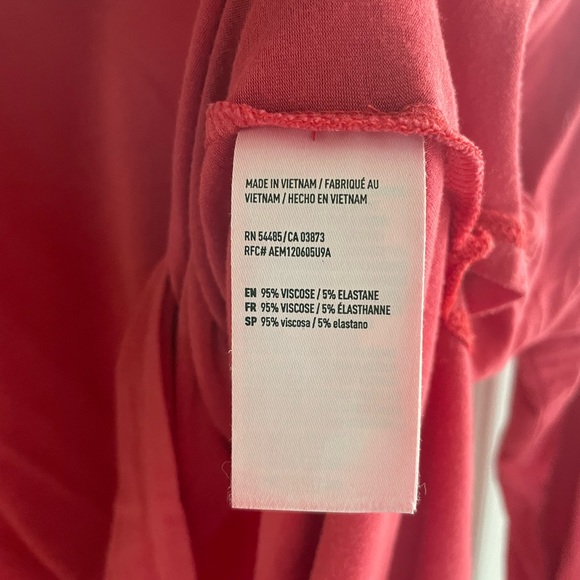 MADE IN VIETNAM / FABRIQUÉ AU
VIETNAM / HECHO EN VIETNAM
RN 54485/CA 03873
RFC# AEM120605U9A
EN 95% VISCOSE / 5% ELASTANE
FR 95% VISCOSE / 5% ÉLASTHANNE
SP 95% viscosa / 5% elastano